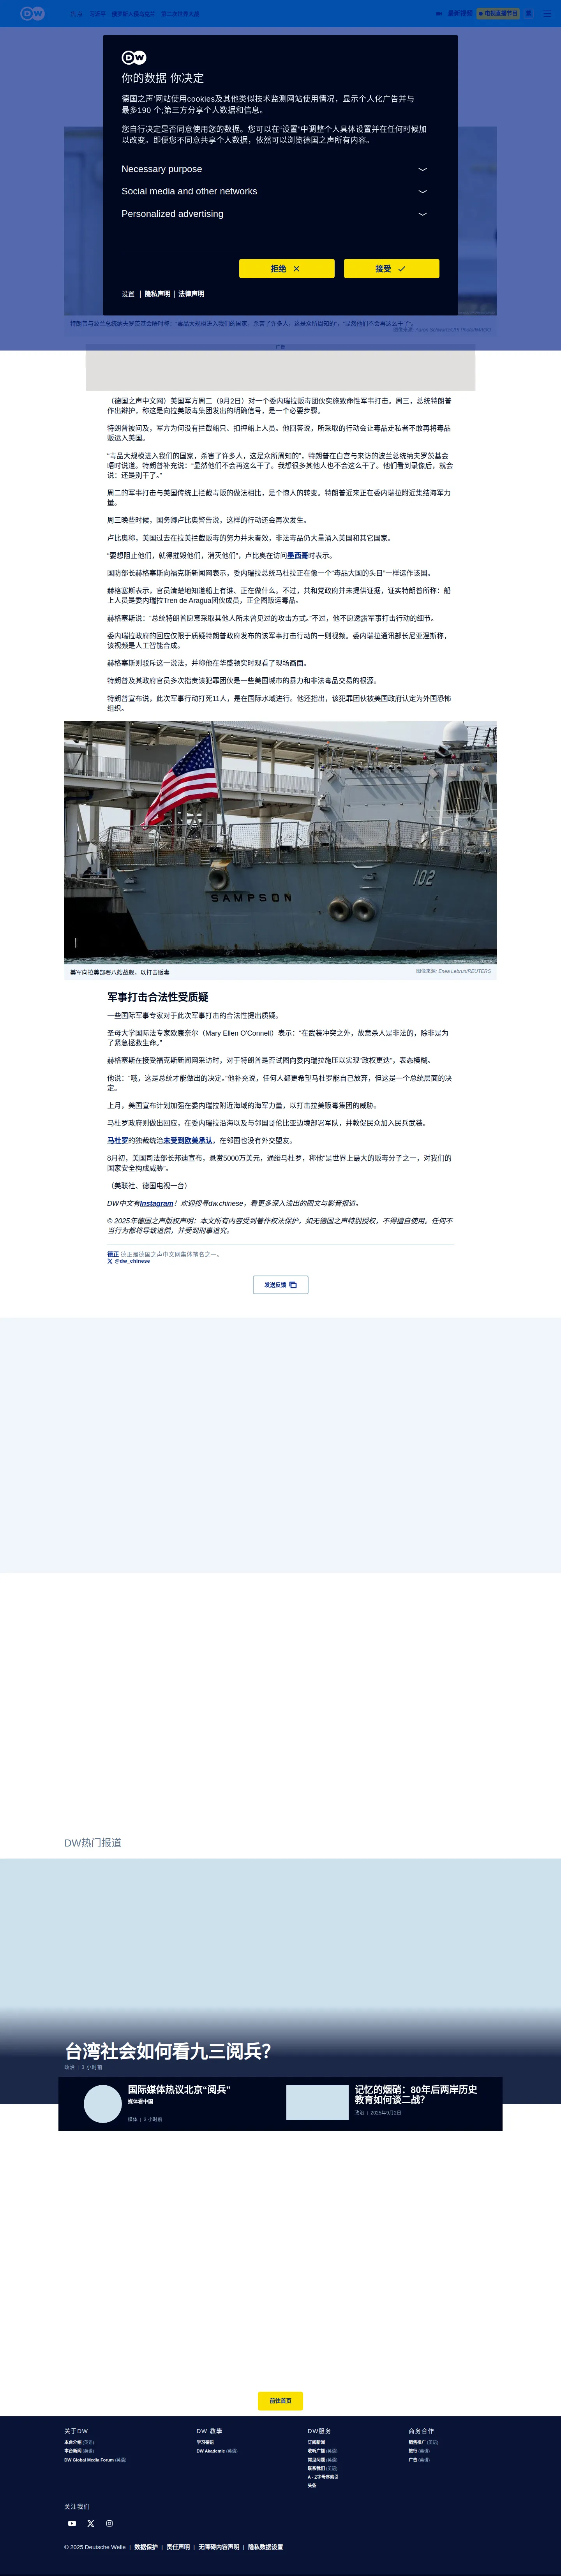 DW
观点 习近平 俄罗斯入侵乌克兰 第二次世界大战
最新视频
电视直播节目
DW
你的数据 你决定
德国之声’网站使用cookies及其他类似技术监测网站使用情况，显示个人化广告并与
最多190 个;第三方分享个人数据和信息。
您自行决定是否同意使用您的数据。您可以在“设置”中调整个人具体设置并在任何时候加
以改变。即便您不同意共享个人数据，依然可以浏览德国之声所有内容。
Necessary purpose
Social media and other networks
Personalized advertising
拒绝
接受
设置 | 隐私声明 | 法律声明
特朗普与波兰总统纳夫罗茨基会晤时称：“毒品大规模进入我们的国家，杀害了许多人，这是众所周知的”，“显然他们不会再这么干了”。
广告
（德国之声中文网）美国军方周二（9月2日）对一个委内瑞拉贩毒团伙实施致命性军事打击。周三，总统特朗普
作出辩护，称这是向拉美贩毒集团发出的明确信号，是一个必要步骤。
特朗普被问及，军方为何没有拦截船只、扣押船上人员。他回答说，所采取的行动会让毒品走私者不敢再将毒品
贩运入美国。
“毒品大规模进入我们的国家，杀害了许多人，这是众所周知的”，特朗普在白宫与来访的波兰总统纳夫罗茨基会
晤时说道。特朗普补充说：“显然他们不会再这么干了。我想很多其他人也不会这么干了。他们看到录像后，就会
说：还是别干了。”
周二的军事打击与美国传统上拦截毒贩的做法相比，是个惊人的转变。特朗普近来正在委内瑞拉附近集结海军力
量。
周三晚些时候，国务卿卢比奥警告说，这样的行动还会再次发生。
卢比奥称，美国过去在拉美拦截贩毒的努力并未奏效，非法毒品仍大量涌入美国和其它国家。
“要想阻止他们，就得摧毁他们，消灭他们”，卢比奥在访问墨西哥时表示。
国防部长赫格塞斯向福克斯新闻网表示，委内瑞拉总统马杜拉正在像一个“毒品大国的头目”一样运作该国。
赫格塞斯表示，官员清楚地知道船上有谁、正在做什么。不过，共和党政府并未提供证据，证实特朗普所称：船
上人员是委内瑞拉Tren de Aragua团伙成员，正企图贩运毒品。
赫格塞斯说：“总统特朗普愿意采取其他人所未曾见过的攻击方式。”不过，他不愿透露军事打击行动的细节。
委内瑞拉政府的回应仅限于质疑特朗普政府发布的该军事打击行动的一则视频。委内瑞拉通讯部长尼亚涅斯称，
该视频是人工智能合成。
赫格塞斯则驳斥这一说法，并称他在华盛顿实时观看了现场画面。
特朗普及其政府官员多次指责该犯罪团伙是一些美国城市的暴力和非法毒品交易的根源。
特朗普宣布说，此次军事行动打死11人，是在国际水域进行。他还指出，该犯罪团伙被美国政府认定为外国恐怖
组织。
SAMPSON
102
美军向拉美部署八艘战舰，以打击贩毒
图像来源: Enea Lebrun/REUTERS
军事打击合法性受质疑
一些国际军事专家对于此次军事打击的合法性提出质疑。
圣母大学国际法专家欧康奈尔（Mary Ellen O'Connell）表示：“在武装冲突之外，故意杀人是非法的，除非是为
了紧急拯救生命。”
赫格塞斯在接受福克斯新闻网采访时，对于特朗普是否试图向委内瑞拉施压以实现“政权更迭”，表态模糊。
他说：“哦，这是总统才能做出的决定。”他补充说，任何人都更希望马杜罗能自己放弃，但这是一个总统层面的决
定。
上月，美国宣布计划加强在委内瑞拉附近海域的海军力量，以打击拉美贩毒集团的威胁。
马杜罗政府则做出回应，在委内瑞拉沿海以及与邻国哥伦比亚边境部署军队，并敦促民众加入民兵武装。
马杜罗的独裁统治未受到欧美承认，在邻国也没有外交盟友。
8月初，美国司法部长邦迪宣布，悬赏5000万美元，通缉马杜罗，称他“是世界上最大的贩毒分子之一，对我们的
国家安全构成威胁”。
（美联社、德国电视一台）
DW中文有Instagram！欢迎搜寻dw.chinese，看更多深入浅出的图文与影音报道。
© 2025年德国之声版权声明：本文所有内容受到著作权法保护，如无德国之声特别授权，不得擅自使用。任何不
当行为都将导致追偿，并受到刑事追究。
德正 德正是德国之声中文网集体笔名之一。
@dw_chinese
发送反馈
DW热门报道
台湾社会如何看九三阅兵？
政治 | 3 小时前
国际媒体热议北京“阅兵”
媒体看中国
媒体 | 3 小时前
记忆的烟硝：80年后两岸历史
教育如何谈二战？
政治 | 2025年9月2日
前往首页
关于DW
本台介绍 (英语)
本台新闻 (英语)
DW Global Media Forum (英语)
DW 教学
学习德语
DW Akademie (英语)
DW服务
订阅新闻
收听广播 (英语)
常见问题 (英语)
联系我们 (英语)
A - Z字母序索引
头条
商务合作
销售推广 (英语)
旅行 (英语)
广告 (英语)
关注我们
© 2025 Deutsche Welle | 数据保护 | 责任声明 | 无障碍内容声明 | 隐私数据设置